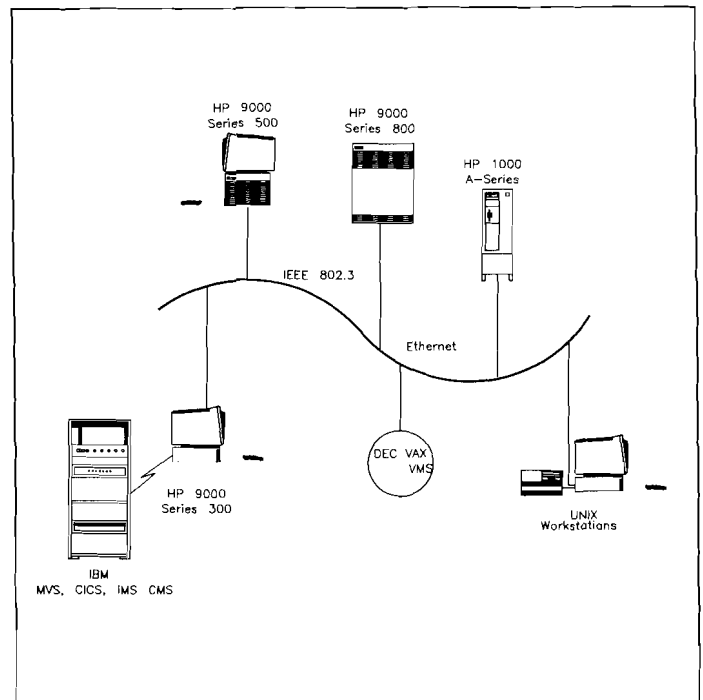 HP 9000
Series 500
HP 9000
Series 800
HP 1000
A-Series
IEEE 802.3
Ethernet
DEC VAX
VMS
HP 9000
Series 300
UNIX
Workstations
IBM
MVS, CICS, IMS CMS